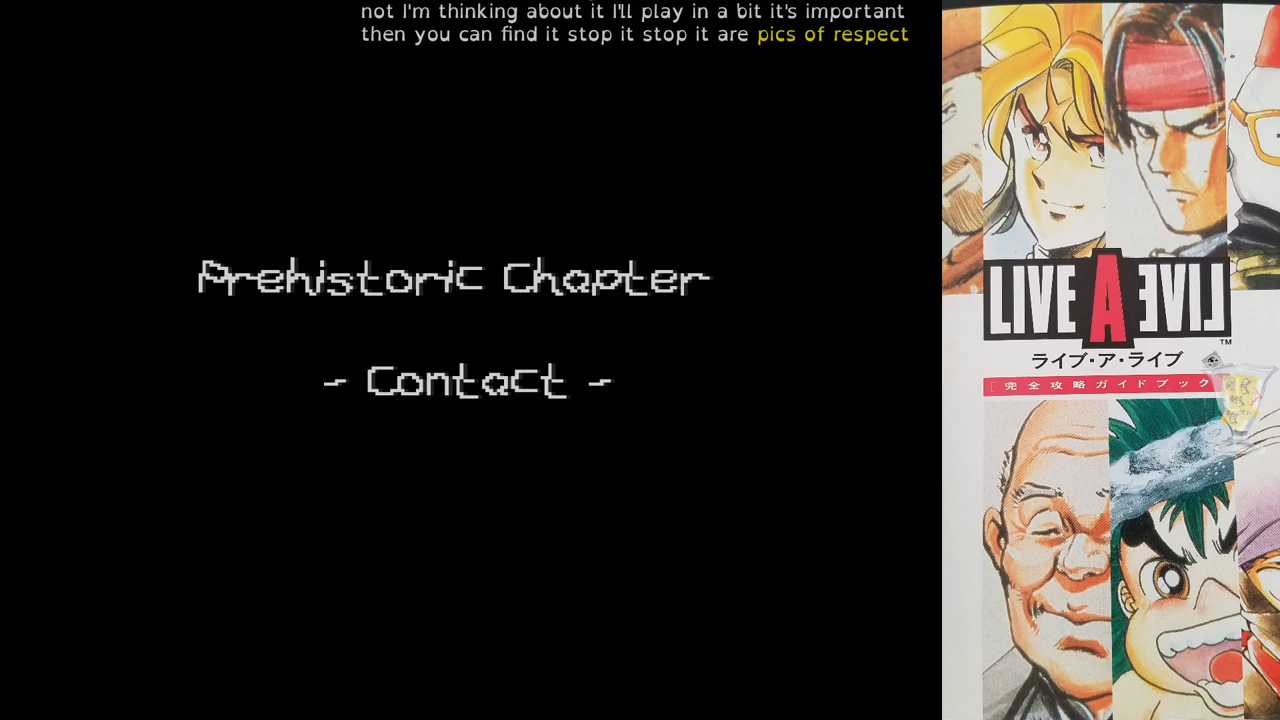 not I'm thinking about it I'll play in a bit it's important
then you can find it stop it stop it are pics of respect
Prehistoric Chapter
- Contact -
LIVE A LIVE
TM
ライブ・ア・ライブ
[完全攻略ガイドブック